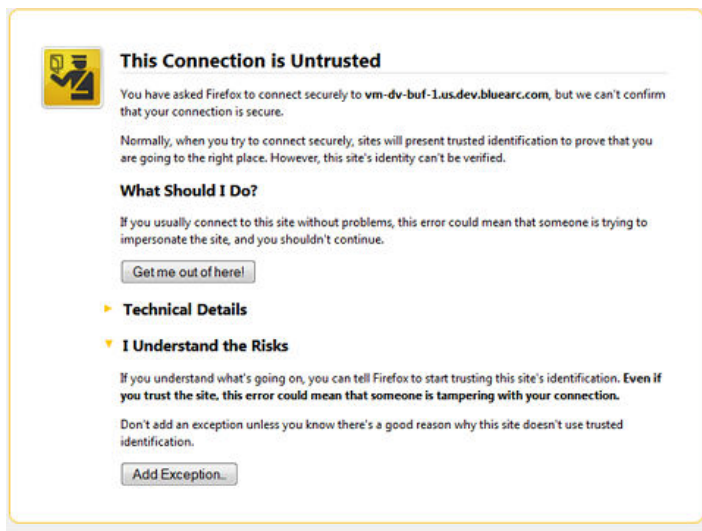 This Connection is Untrusted
You have asked Firefox to connect securely to vm-dv-buf-1.us.dev.bluearc.com, but we can't confirm
that your connection is secure.
Normally, when you try to connect securely, sites will present trusted identification to prove that you
are going to the right place. However, this site's identity can't be verified.
What Should I Do?
If you usually connect to this site without problems, this error could mean that someone is trying to
impersonate the site, and you shouldn't continue.
Get me out of here!
Technical Details
I Understand the Risks
If you understand what's going on, you can tell Firefox to start trusting this site's identification. Even if
you trust the site, this error could mean that someone is tampering with your connection.
Don't add an exception unless you know there's a good reason why this site doesn't use trusted
identification.
Add Exception..